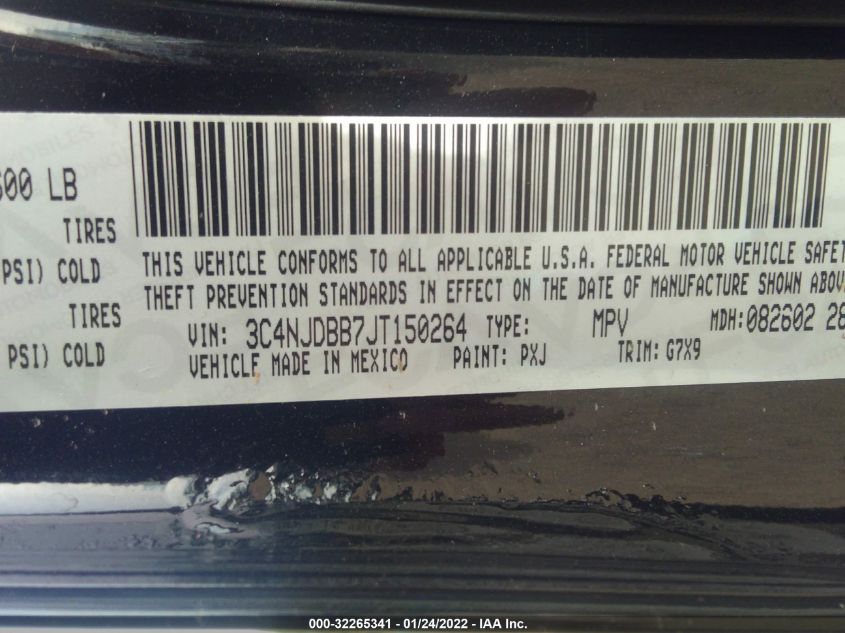 600 LB
TIRES
PSI) COLD
TIRES
PSI) COLD
THIS VEHICLE CONFORMS TO ALL APPLICABLE U.S.A. FEDERAL MOTOR VEHICLE SAFET
THEFT PREVENTION STANDARDS IN EFFECT ON THE DATE OF MANUFACTURE SHOWN ABOV
VIN: 3C4NJDBB7JT150264 TYPE: MPV MDH:082602 28
VEHICLE MADE IN MEXICO PAINT: PXJ TRIM: G7X9
000-32265341 - 01/24/2022 - IAA Inc.